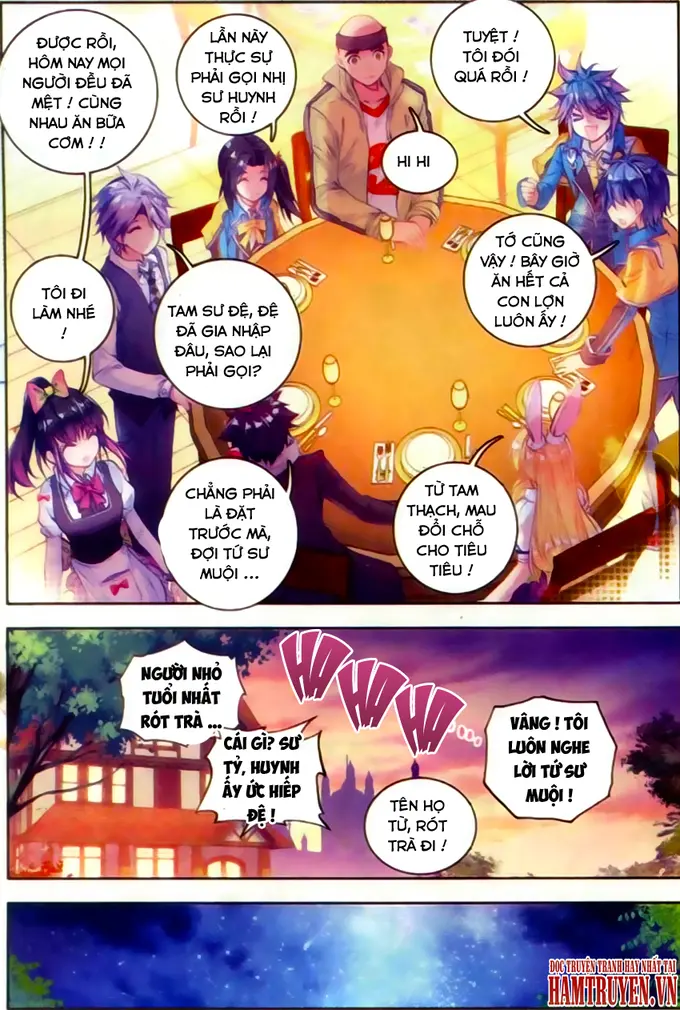 ĐƯỢC RỒI,
HÔM NAY MỌI
NGƯỜI ĐỀU ĐÃ
MỆT ! CÙNG
NHAU ĂN BỮA
CƠM ! !
LẦN NÀY
THỰC SỰ
PHẢI GỌI NHỊ
SƯ HUYNH
RỒI !
TUYỆT !
TÔI ĐÓI
QUÁ RỒI !
HI HI
TỚ CŨNG
VẬY ! BÂY GIỜ
ĂN HẾT CẢ
CON LỢN
LUÔN ẤY !
TÔI ĐI
LÀM NHÉ
!
TAM SƯ ĐỆ, ĐỆ
ĐÃ GIA NHẬP
ĐÂU, SAO LẠI
PHẢI GỌI?
CHẲNG PHẢI
LÀ ĐẶT
TRƯỚC MÀ,
ĐỢI TỨ SƯ
MUỘI ...
TỪ TAM
THẠCH, MAU
ĐỔI CHỖ
CHO TIÊU
TIÊU !
NGƯỜI NHỎ
TUỔI NHẤT
RÓT TRÀ ...
HA HA HA
CÁI GÌ? SƯ
TỶ, HUYNH
ẤY ỨC HIẾP
ĐỆ !
TÊN HỌ
TỪ, RÓT
TRÀ ĐI !
VÂNG ! TÔI
LUÔN NGHE
LỜI TỨ SƯ
MUỘI !
ĐỌC TRUYỆN TRANH HAY NHẤT TẠI
HAMTRUYEN.VN